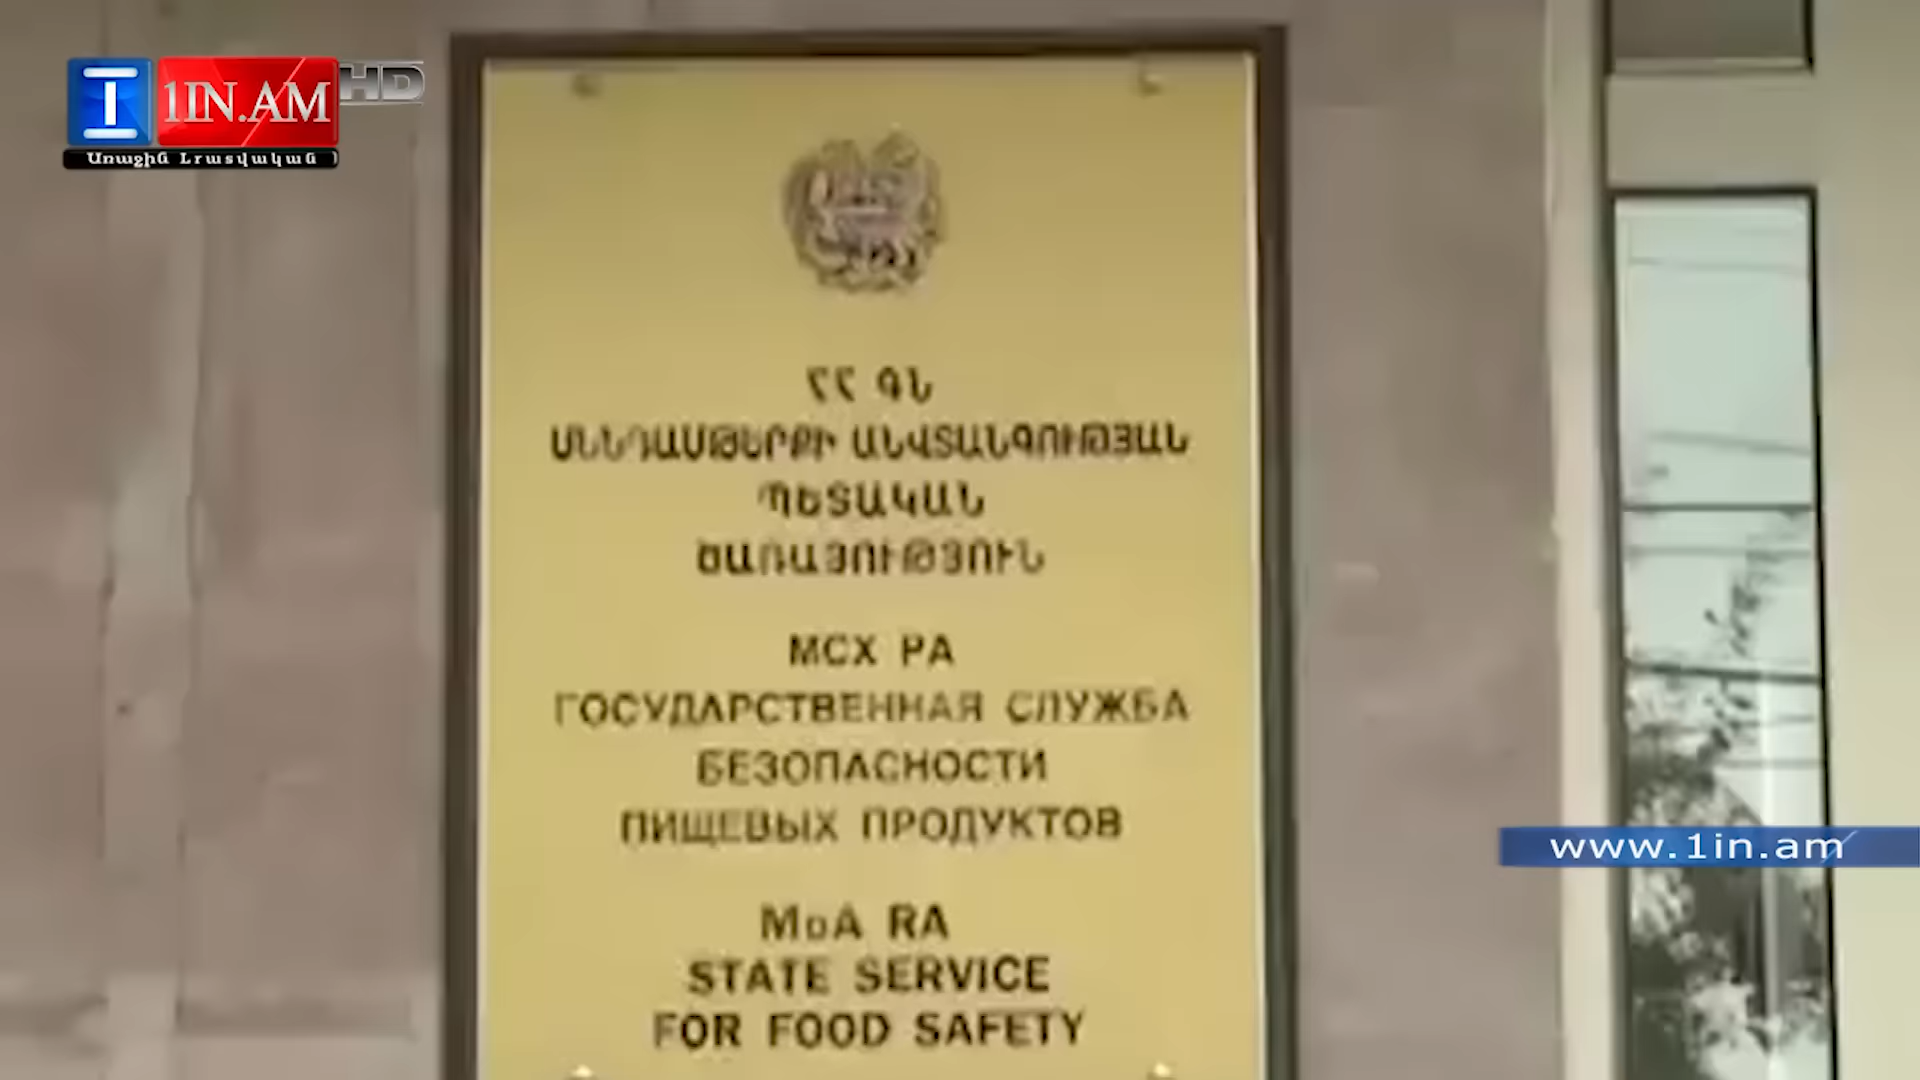 1IN.AM HD
Առաջին Լրատվական
ՀՀ ԳՆ
ՍՆՆԴԱՄԹԵՐՔԻ ԱՆՎՏԱՆԳՈՒԹՅԱՆ
ՊԵՏԱԿԱՆ
ԾԱՌԱՅՈՒԹՅՈՒՆ
МСХ РА
ГОСУДАРСТВЕННАЯ СЛУЖБА
БЕЗОПАСНОСТИ
ПИЩЕВЫХ ПРОДУКТОВ
www.1in.am
MoA RA
STATE SERVICE
FOR FOOD SAFETY